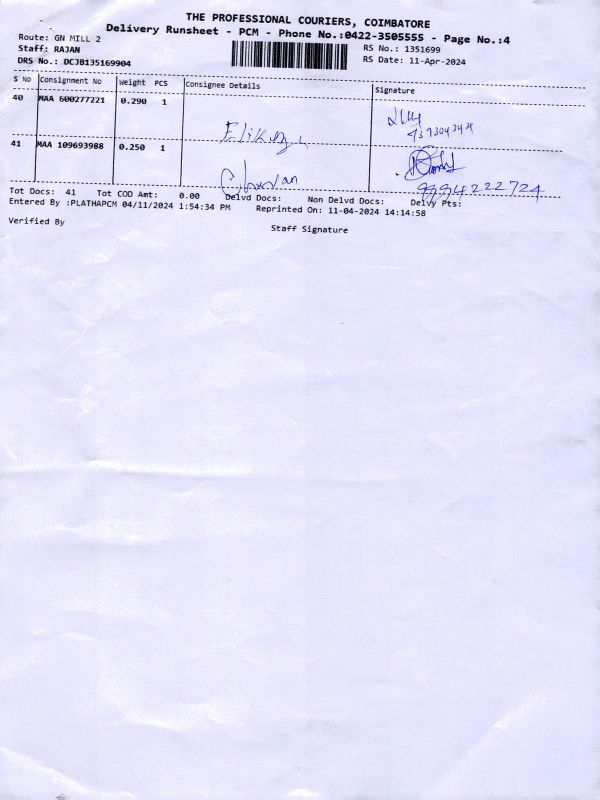 THE PROFESSIONAL COURIERS, COIMBATORE
Delivery Runsheet - PCM - Phone No.:0422-3505555 - Page No.:4
Route: GN MILL 2
RS No.: 1351699
Staff: RAJAN
RS Date: 11-Apr-2024
DRS No.: DCJB135169904
S No Consignment No Weight PCS Consignee Details Signature
40 MAA 600277221 0.290 1
41 MAA 109693988 0.250 1
9994222724
Tot Docs: 41 Tot COD Amt: 0.00 Delvd Docs: Non Delvd Docs: Delvy Pts:
Entered By :PLATHAPCM 04/11/2024 1:54:34 PM Reprinted On: 11-04-2024 14:14:58
Verified By
Staff Signature